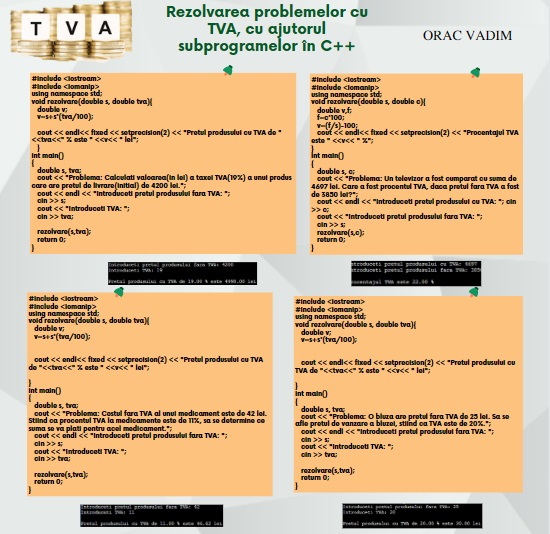 TVA
Rezolvarea problemelor cu
TVA, cu ajutorul
subprogramelor în C++
ORAC VADIM
#include <iostream>
#include <iomanip>
using namespace std;
void rezolvare(double s, double tva){
double v;
v=s+s*(tva/100);
cout << endl<< fixed << setprecision(2) << "Pretul produsului cu TVA de "
<<tva<<" % este " <<v<< " lei";
}
int main()
{
double s, tva;
cout << "Problema: Calculati valoarea(in lei) a taxei TVA(19%) a unui produs
care are pretul de livrare(initial) de 4200 lei.";
cout << endl << "Introduceti pretul produsului fara TVA: ";
cin >> s;
cout << "Introduceti TVA: ";
cin >> tva;
rezolvare(s,tva);
return 0;
}
Introduceti pretul produsului fara TVA: 4200
Introduceti TVA: 19
Pretul produsului cu TVA de 19.00 % este 4998.00 lei
#include <iostream>
#include <iomanip>
using namespace std;
void rezolvare(double s, double c){
double v,f;
f=c*100;
v=(f/s)-100;
cout << endl<< fixed << setprecision(2) << "Procentajul TVA
este " <<v<< " %";
}
int main()
{
double s, c;
cout << "Problema: Un televizor a fost cumparat cu suma de
4697 lei. Care a fost procentul TVA, daca pretul fara TVA a fost
de 3850 lei?";
cout << endl << "Introduceti pretul produsului cu TVA: "; cin
>> c;
cout << "Introduceti pretul produsului fara TVA: ";
cin >> s;
rezolvare(s,c);
return 0;
}
ntroduceti pretul produsului cu TVA: 4697
ntroduceti pretul produsului fara TVA: 385
rocentajul TVA este 22.00 %
#include <iostream>
#include <iomanip>
using namespace std;
void rezolvare(double s, double tva){
double v;
v=s+s*(tva/100);
cout << endl<< fixed << setprecision(2) << "Pretul produsului cu TVA
de "<<tva<<" % este " <<v<< " lei";
}
int main()
{
double s, tva;
cout << "Problema: Costul fara TVA al unui medicament este de 42 lei.
Stiind ca procentul TVA la medicamente este de 11%, sa se determine ce
suma se va plati pentru acel medicament.";
cout << endl << "Introduceti pretul produsului fara TVA: ";
cin >> s;
cout << "Introduceti TVA: ";
cin >> tva;
rezolvare(s,tva);
return 0;
}
Introduceti pretul produsului fara TVA: 42
Introduceti TVA: 11
Pretul produsului cu TVA de 11.00 % este 46.62 lei
#include <iostream>
#include <iomanip>
using namespace std;
void rezolvare(double s, double tva){
double v;
v=s+s*(tva/100);
cout << endl<< fixed << setprecision(2) << "Pretul produsului cu
TVA de "<<tva<<" % este " <<v<< " lei";
}
int main()
{
double s, tva;
cout << "Problema: O bluza are pretul fara TVA de 25 lei. Sa se
afle pretul de vanzare a bluzei, stiind ca TVA este de 20%.";
cout << endl << "Introduceti pretul produsului fara TVA: ";
cin >> s;
cout << "Introduceti TVA: ";
cin >> tva;
rezolvare(s,tva);
return 0;
}
Introduceti pretul produsului fara TVA: 25
Introduceti TVA: 20
Pretul produsului cu TVA de 20.00 % este 30.00 lei